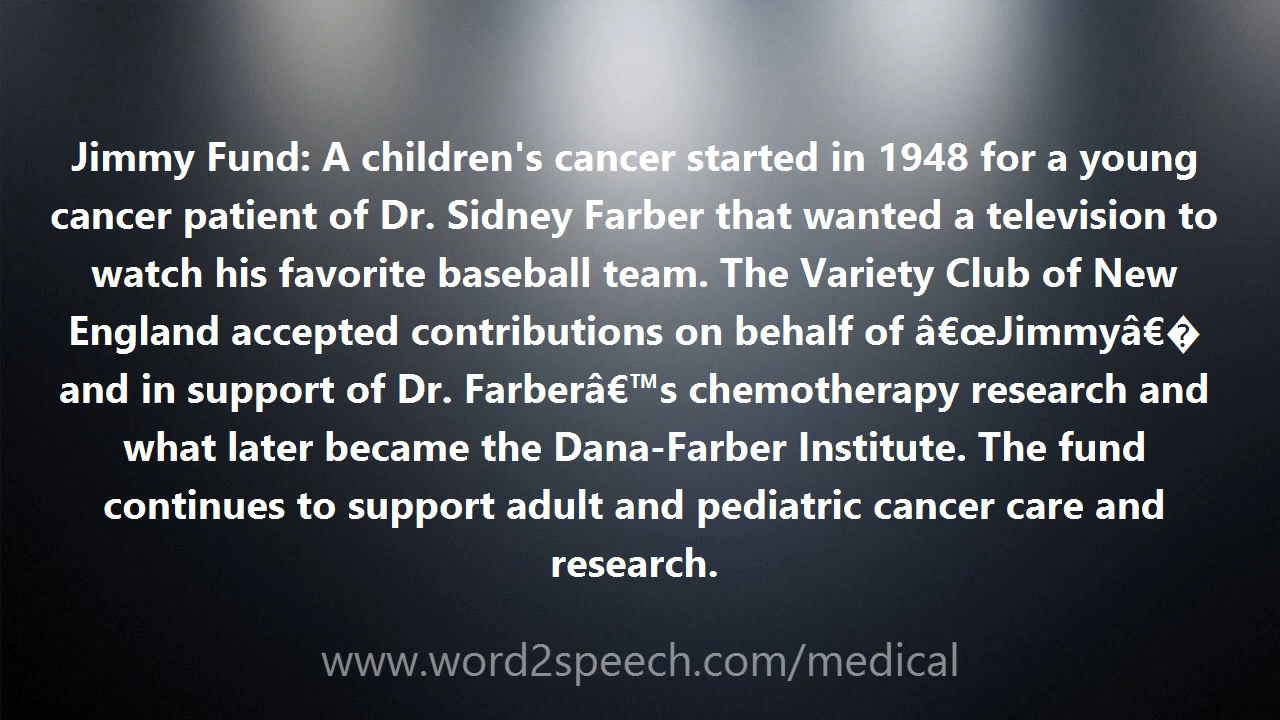 Jimmy Fund: A children's cancer started in 1948 for a young
cancer patient of Dr. Sidney Farber that wanted a television to
watch his favorite baseball team. The Variety Club of New
England accepted contributions on behalf of â€œJimmyâ€�
and in support of Dr. Farberâ€™s chemotherapy research and
what later became the Dana-Farber Institute. The fund
continues to support adult and pediatric cancer care and
research.
www.word2speech.com/medical